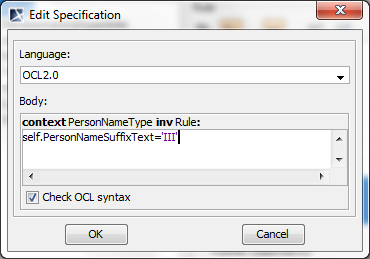 Edit Specification
Language:
OCL2.0
Body:
context PersonNameType inv Rule:
self.PersonNameSuffixText='III'
Check OCL syntax
OK
Cancel